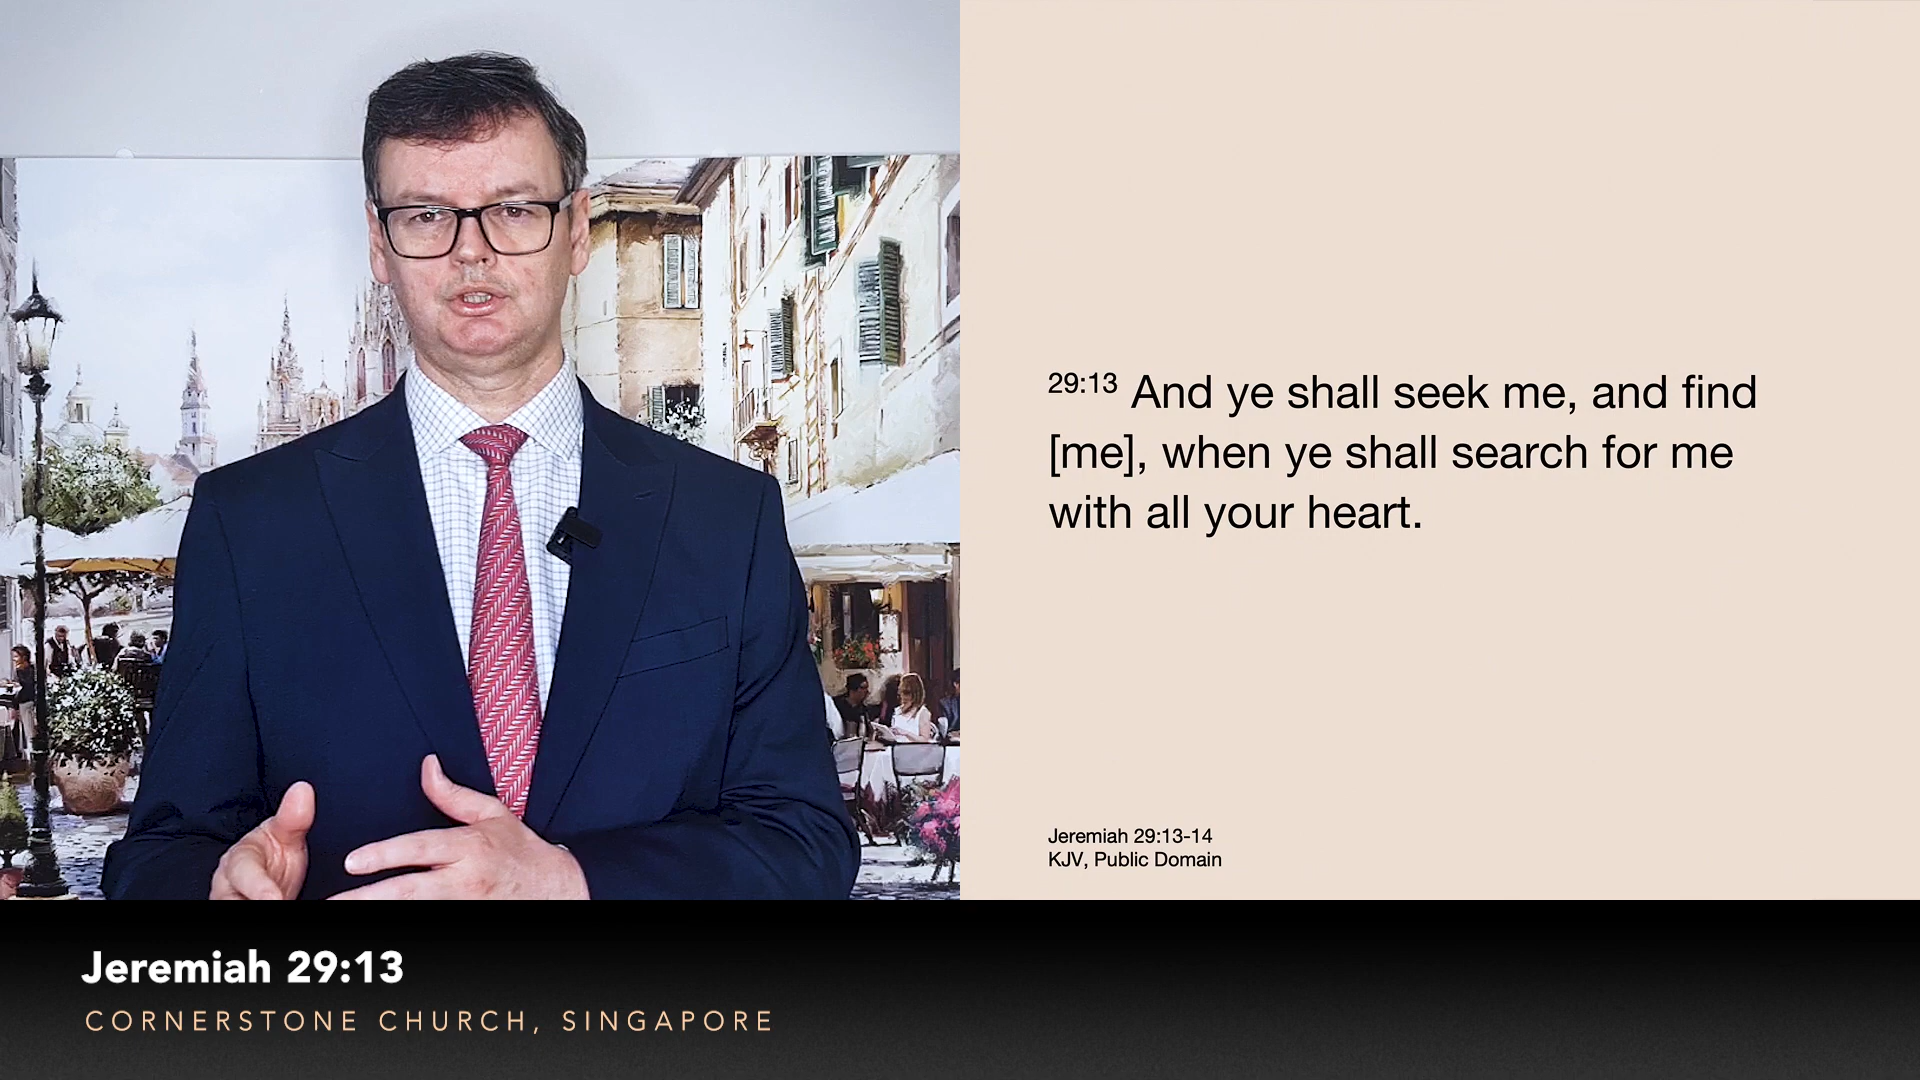 29:13 And ye shall seek me, and find
[me], when ye shall search for me
with all your heart.
Jeremiah 29:13-14
KJV, Public Domain
Jeremiah 29:13
CORNERSTONE CHURCH, SINGAPORE